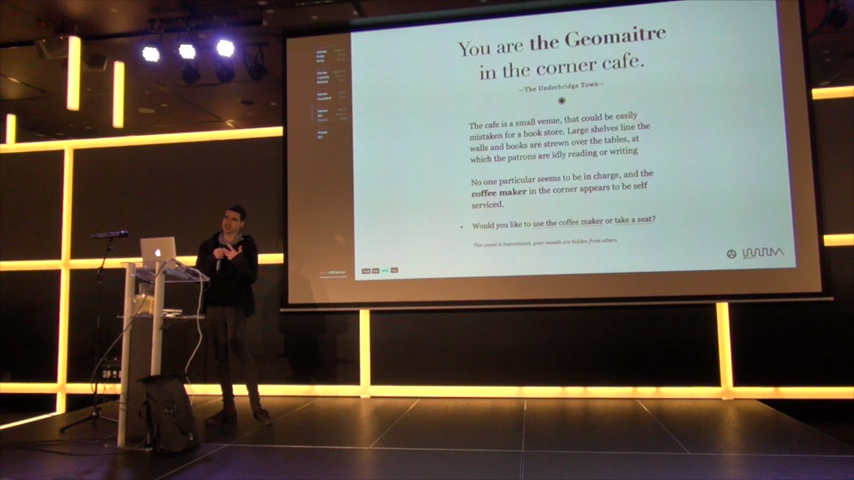 You are the Geomaitre
in the corner cafe.
—The Underbridge Town—
The cafe is a small venue, that could be easily
mistaken for a book store. Large shelves line the
walls and books are strewn over the tables, at
which the patrons are idly reading or writing
No one particular seems to be in charge, and the
coffee maker in the corner appears to be self
serviced.
Would you like to use the coffee maker or take a seat?
This vessel is instantiated, your vessels are hidden from others.